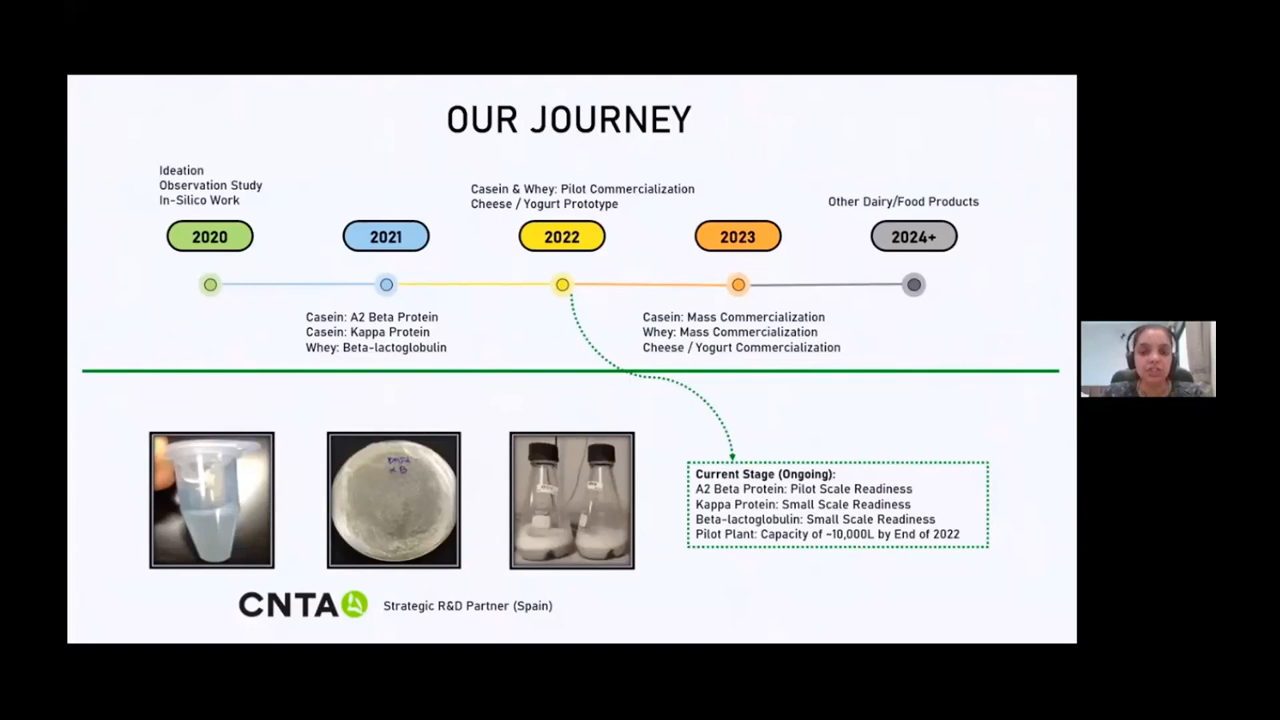 OUR JOURNEY
Ideation
Observation Study
In-Silico Work
Casein & Whey: Pilot Commercialization
Cheese / Yogurt Prototype
Other Dairy/Food Products
2020
2021
2022
2023
2024+
Casein: A2 Beta Protein
Casein: Kappa Protein
Whey: Beta-lactoglobulin
Casein: Mass Commercialization
Whey: Mass Commercialization
Cheese / Yogurt Commercialization
Current Stage (Ongoing):
A2 Beta Protein: Pilot Scale Readiness
Kappa Protein: Small Scale Readiness
Beta-lactoglobulin: Small Scale Readiness
Pilot Plant: Capacity of ~10,000L by End of 2022
CNTA
Strategic R&D Partner (Spain)